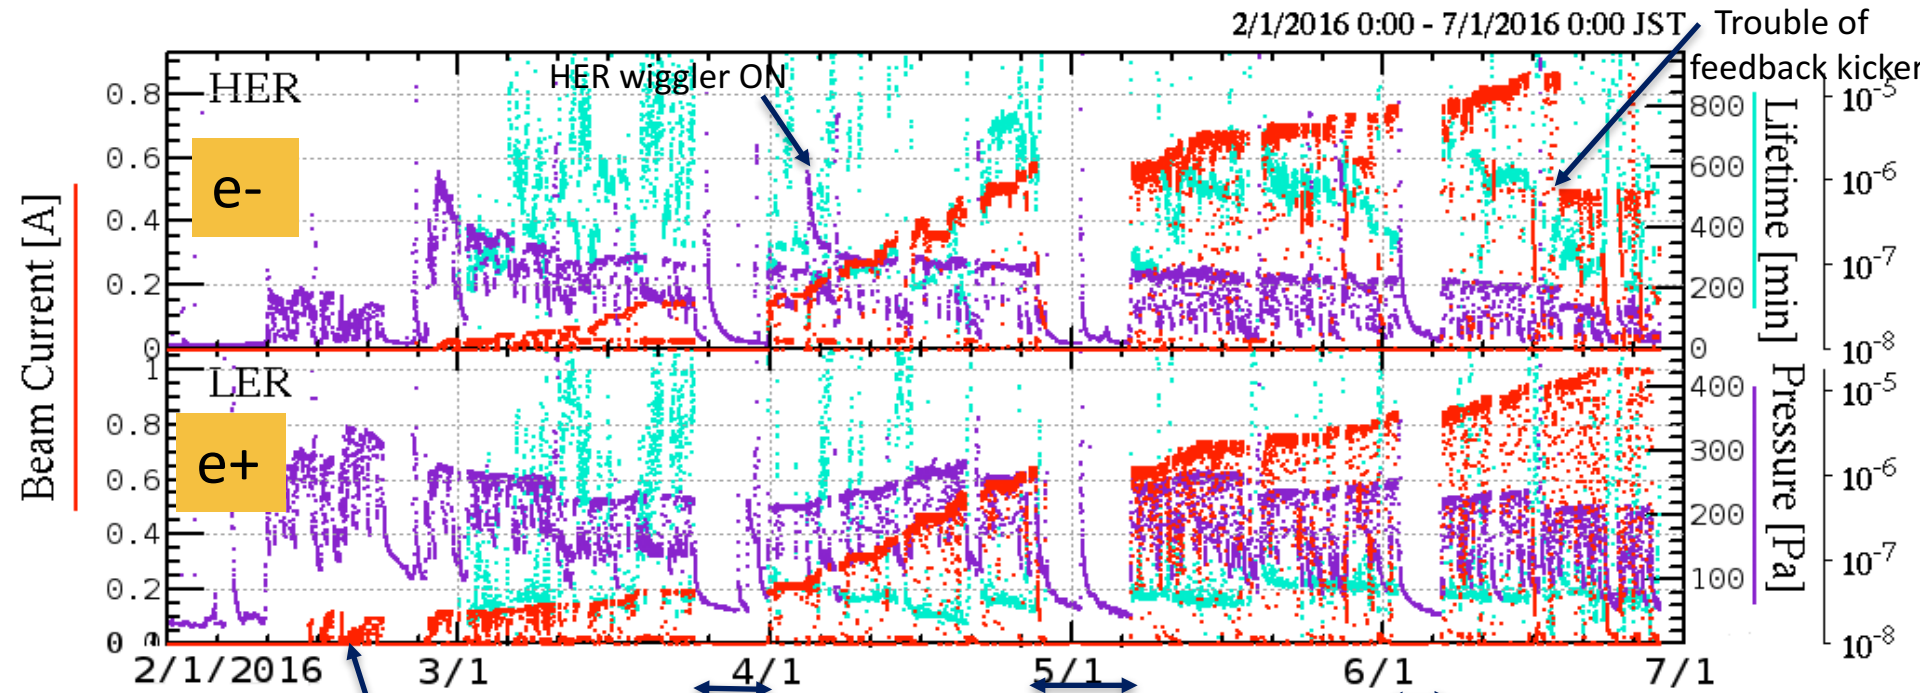 2/1/2016 0:00 - 7/1/2016 0:00 JST
Trouble of
feedback kicker
HER
HER wiggler ON
e-
0.8
0.6
0.4
0.2
0
800
600
400
200
0
10-5
10-6
10-7
10-8
LER
e+
1
0.8
0.6
0.4
0.2
0
400
300
200
100
10-5
10-6
10-7
10-8
Beam Current [A]
Lifetime [min]
Pressure [Pa]
2/1/2016 3/1 4/1 5/1 6/1 7/1